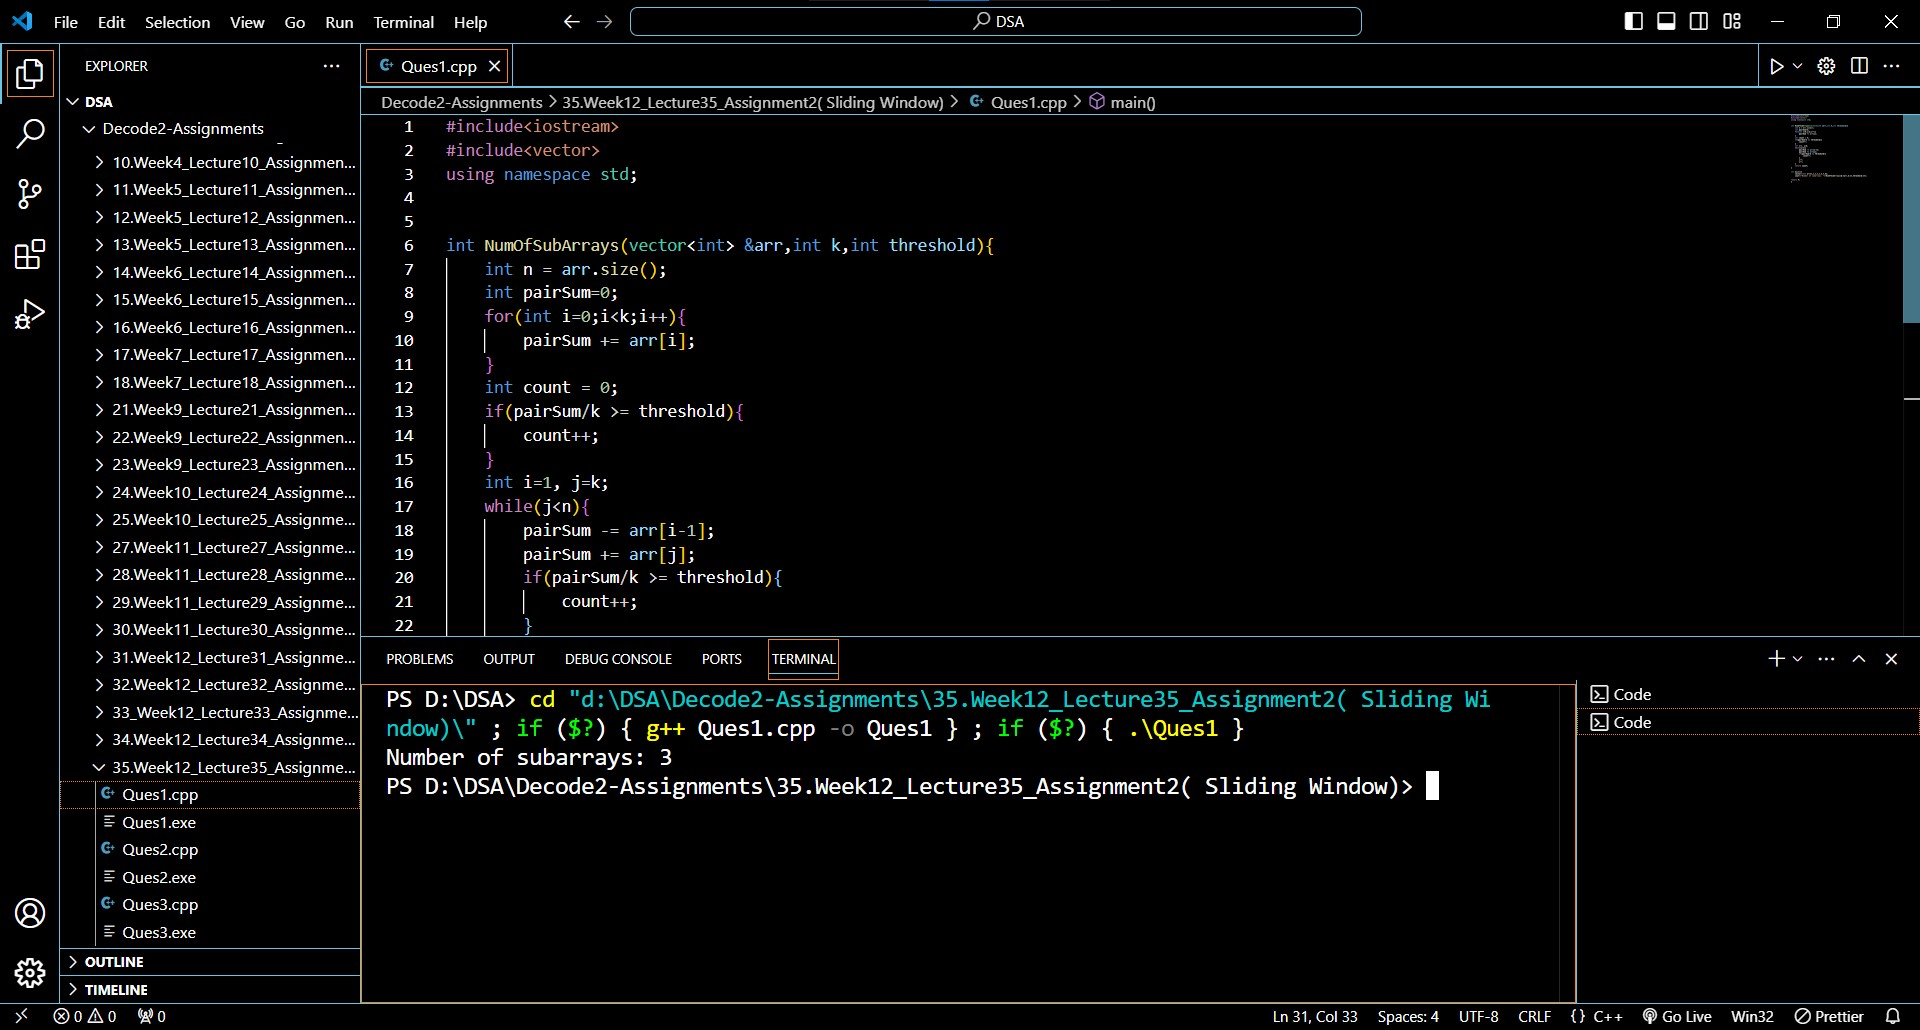 File Edit Selection View Go Run Terminal Help
DSA
EXPLORER
DSA
Decode2-Assignments
10.Week4_Lecture10_Assignmen...
11.Week5_Lecture11_Assignmen...
12.Week5_Lecture12_Assignmen...
13.Week5_Lecture13_Assignmen...
14.Week6_Lecture14_Assignmen...
15.Week6_Lecture15_Assignmen...
16.Week6_Lecture16_Assignmen...
17.Week7_Lecture17_Assignmen...
18.Week7_Lecture18_Assignmen...
21.Week9_Lecture21_Assignmen...
22.Week9_Lecture22_Assignmen...
23.Week9_Lecture23_Assignmen...
24.Week10_Lecture24_Assignme...
25.Week10_Lecture25_Assignme...
27.Week11_Lecture27_Assignme...
28.Week11_Lecture28_Assignme...
29.Week11_Lecture29_Assignme...
30.Week11_Lecture30_Assignme...
31.Week12_Lecture31_Assignme...
32.Week12_Lecture32_Assignme...
33_Week12_Lecture33_Assignme...
34.Week12_Lecture34_Assignme...
35.Week12_Lecture35_Assignme...
Ques1.cpp
Ques1.exe
Ques2.cpp
Ques2.exe
Ques3.cpp
Ques3.exe
OUTLINE
TIMELINE
Ques1.cpp
Decode2-Assignments > 35.Week12_Lecture35_Assignment2( Sliding Window) > Ques1.cpp > main()
1 #include<iostream>
2 #include<vector>
3 using namespace std;
4
5
6 int NumOfSubArrays(vector<int> &arr,int k,int threshold){
7 int n = arr.size();
8 int pairSum=0;
9 for(int i=0;i<k;i++){
10 pairSum += arr[i];
11 }
12 int count = 0;
13 if(pairSum/k >= threshold){
14 count++;
15 }
16 int i=1, j=k;
17 while(j<n){
18 pairSum -= arr[i-1];
19 pairSum += arr[j];
20 if(pairSum/k >= threshold){
21 count++;
22 }
PROBLEMS OUTPUT DEBUG CONSOLE PORTS TERMINAL
PS D:\DSA> cd "d:\DSA\Decode2-Assignments\35.Week12_Lecture35_Assignment2( Sliding Wi
ndow)\" ; if ($?) { g++ Ques1.cpp -o Ques1 } ; if ($?) { .\Ques1 }
Number of subarrays: 3
PS D:\DSA\Decode2-Assignments\35.Week12_Lecture35_Assignment2( Sliding Window)>
Code
Code
0 0 0
Ln 31, Col 33 Spaces: 4 UTF-8 CRLF {} C++ Go Live Win32 Prettier